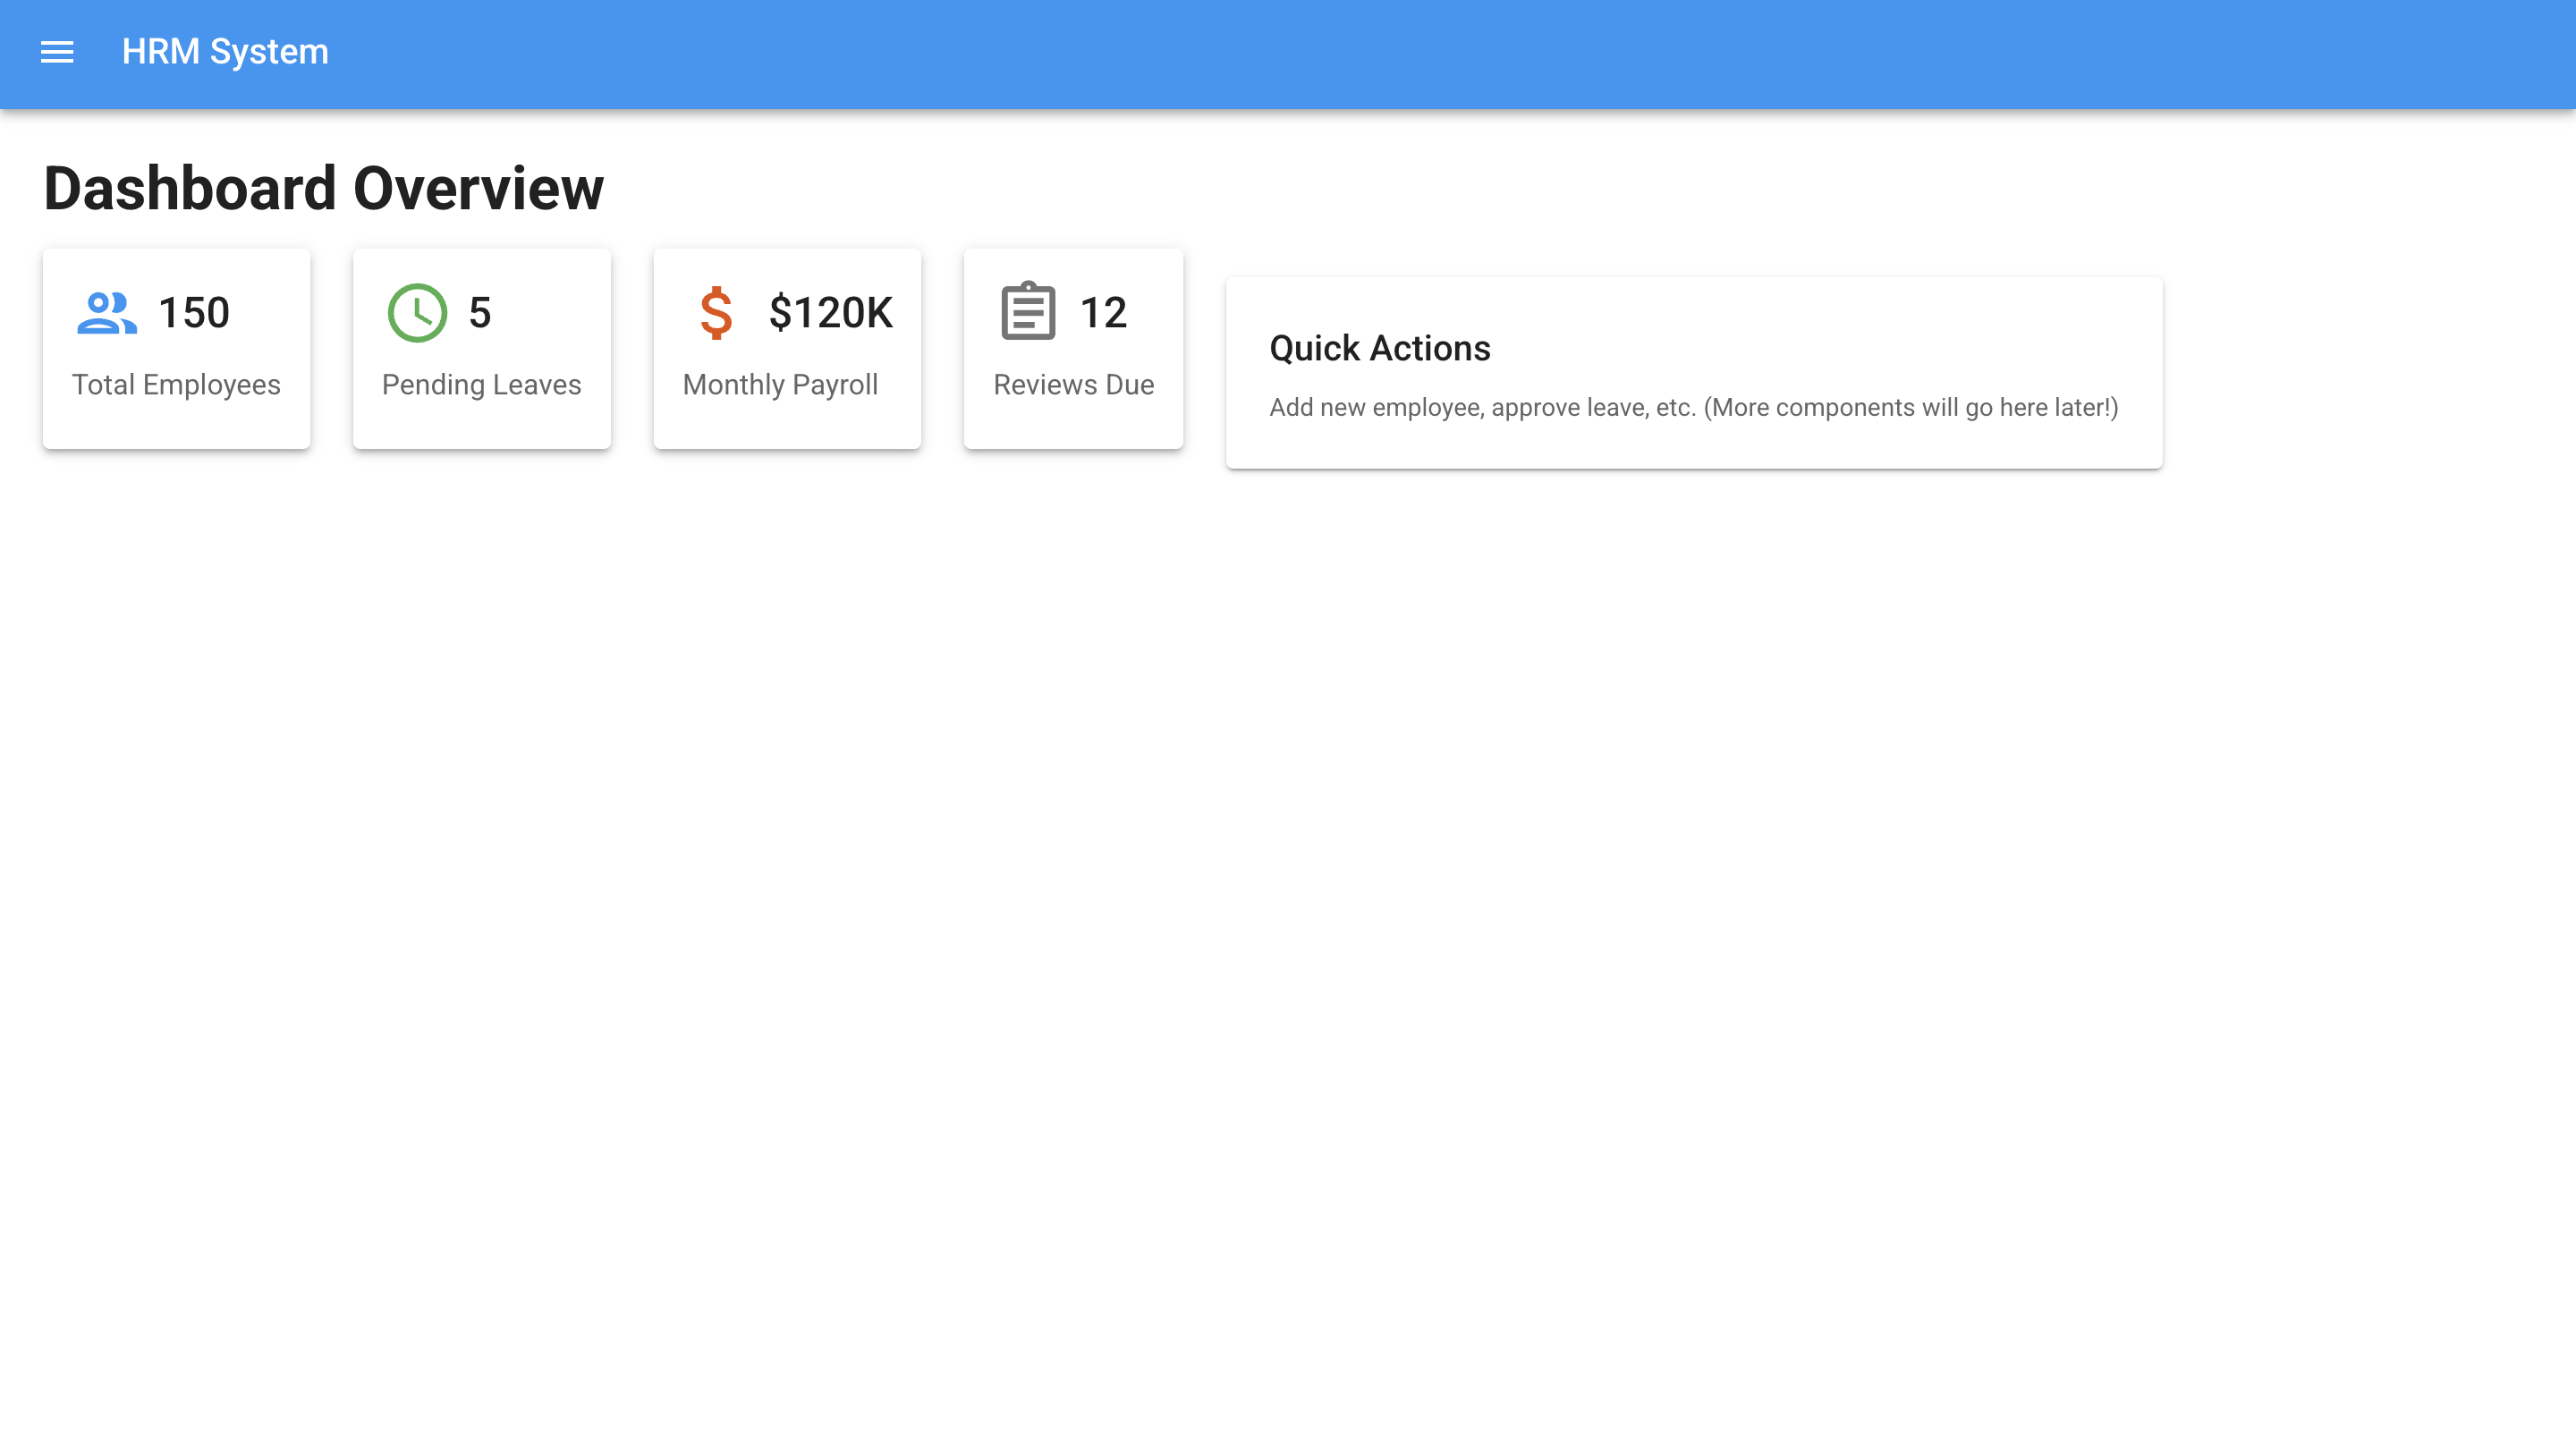 HRM System
Dashboard Overview
150
Total Employees
5
Pending Leaves
$120K
Monthly Payroll
12
Reviews Due
Quick Actions
Add new employee, approve leave, etc. (More components will go here later!)